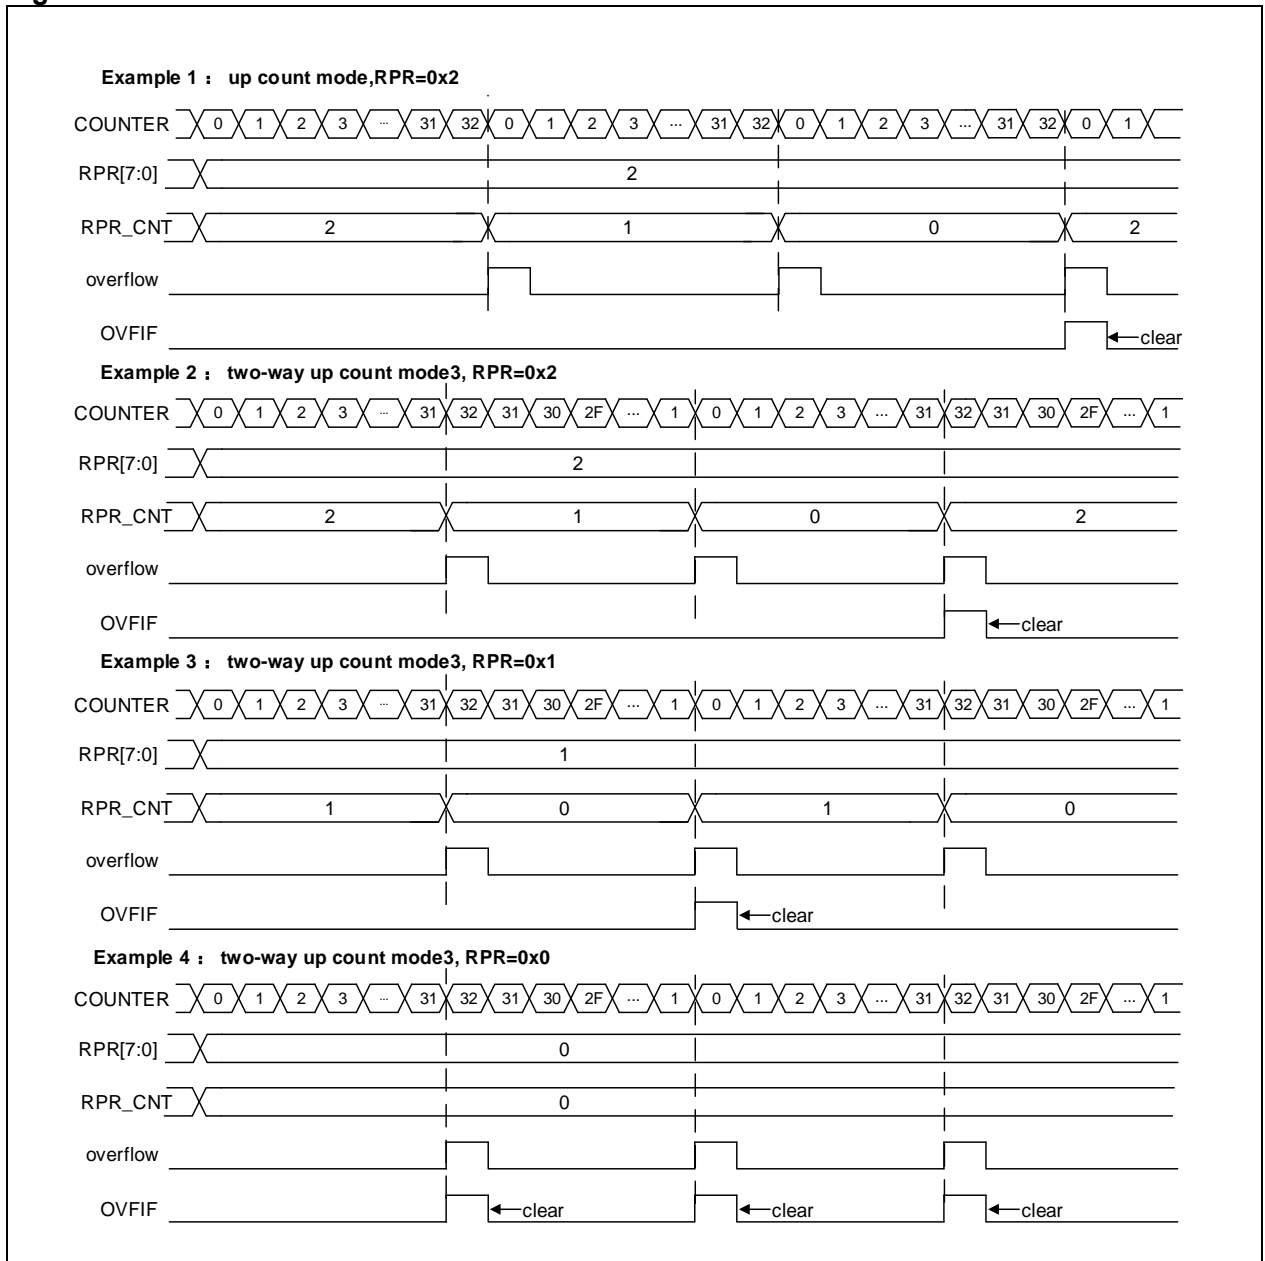 Example 1： up count mode,RPR=0x2
COUNTER 0 1 2 3 ... 31 32 0 1 2 3 ... 31 32 0 1 2 3 ... 31 32 0 1
RPR[7:0] 2
RPR_CNT 2 1 0 2
overflow
OVFIF clear
Example 2： two-way up count mode3, RPR=0x2
COUNTER 0 1 2 3 ... 31 32 31 30 2F ... 1 0 1 2 3 ... 31 32 31 30 2F ... 1
RPR[7:0] 2
RPR_CNT 2 1 0 2
overflow
OVFIF clear
Example 3： two-way up count mode3, RPR=0x1
COUNTER 0 1 2 3 ... 31 32 31 30 2F ... 1 0 1 2 3 ... 31 32 31 30 2F ... 1
RPR[7:0] 1
RPR_CNT 1 0 1 0
overflow
OVFIF clear
Example 4： two-way up count mode3, RPR=0x0
COUNTER 0 1 2 3 ... 31 32 31 30 2F ... 1 0 1 2 3 ... 31 32 31 30 2F ... 1
RPR[7:0] 0
RPR_CNT 0
overflow
OVFIF clear clear clear